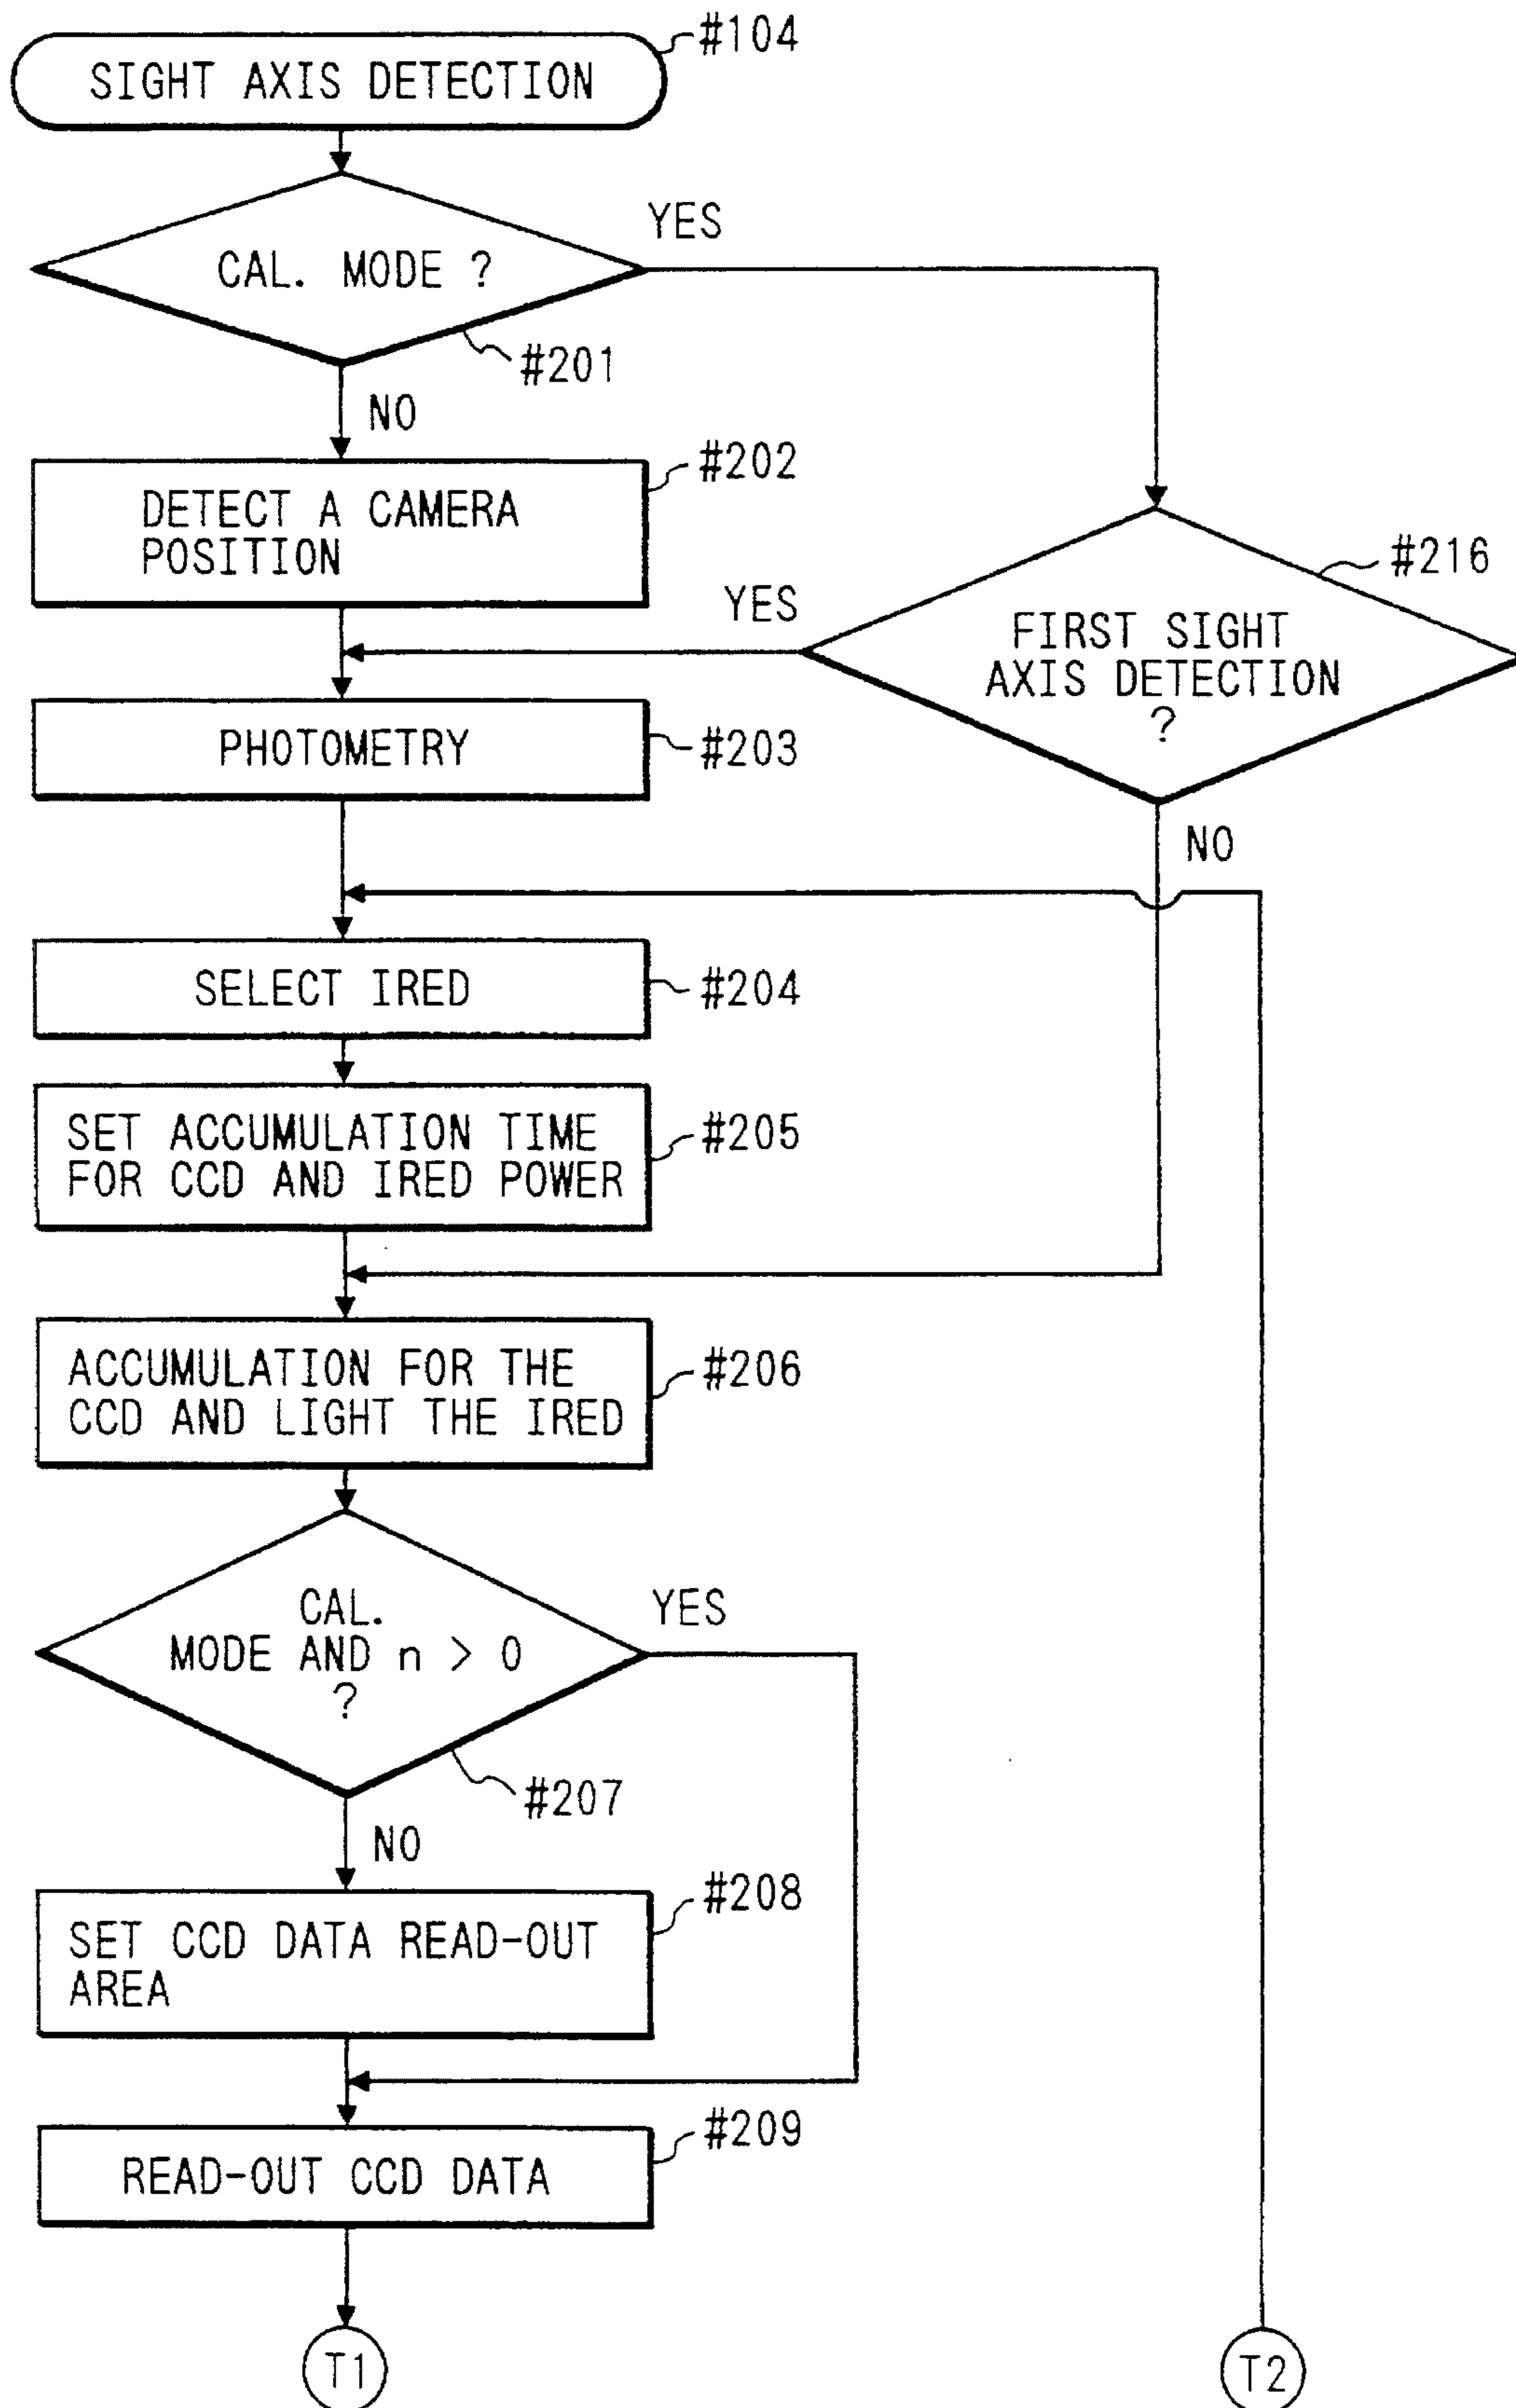 #104
SIGHT AXIS DETECTION
YES
CAL. MODE ?
#201
NO
#202
DETECT A CAMERA
POSITION
#216
YES
FIRST SIGHT
AXIS DETECTION
?
PHOTOMETRY
#203
NO
SELECT IRED
#204
SET ACCUMULATION TIME
FOR CCD AND IRED POWER
#205
ACCUMULATION FOR THE
CCD AND LIGHT THE IRED
#206
CAL.
MODE AND n > 0
?
YES
#207
NO
#208
SET CCD DATA READ-OUT
AREA
#209
READ-OUT CCD DATA
T1
T2